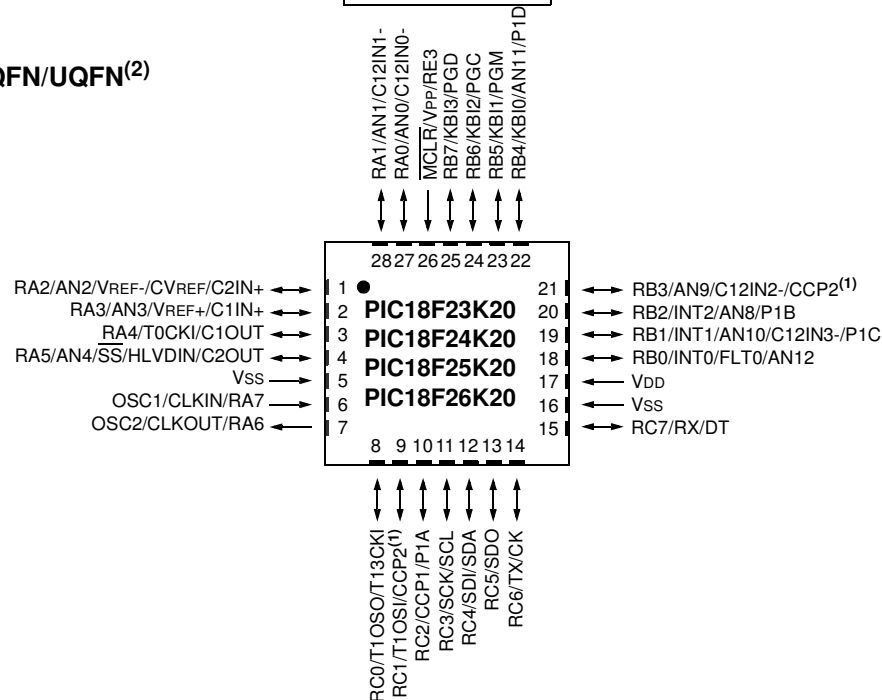 QFN/UQFN(2)
RA1/AN1/C12IN1-
RA0/AN0/C12IN0-
MCLR/VPP/RE3
RB7/KBI3/PGD
RB6/KBI2/PGC
RB5/KBI1/PGM
RB4/KBI0/AN11/P1D
28 27 26 25 24 23 22
RA2/AN2/VREF-/CVREF/C2IN+ 1
RA3/AN3/VREF+/C1IN+ 2
RA4/T0CKI/C1OUT 3
RA5/AN4/SS/HLVDIN/C2OUT 4
VSS 5
OSC1/CLKIN/RA7 6
OSC2/CLKOUT/RA6 7
PIC18F23K20
PIC18F24K20
PIC18F25K20
PIC18F26K20
21 RB3/AN9/C12IN2-/CCP2(1)
20 RB2/INT2/AN8/P1B
19 RB1/INT1/AN10/C12IN3-/P1C
18 RB0/INT0/FLT0/AN12
17 VDD
16 VSS
15 RC7/RX/DT
8 9 10 11 12 13 14
RC0/T1OSO/T13CKI
RC1/T1OSI/CCP2(1)
RC2/CCP1/P1A
RC3/SCK/SCL
RC4/SDI/SDA
RC5/SDO
RC6/TX/CK